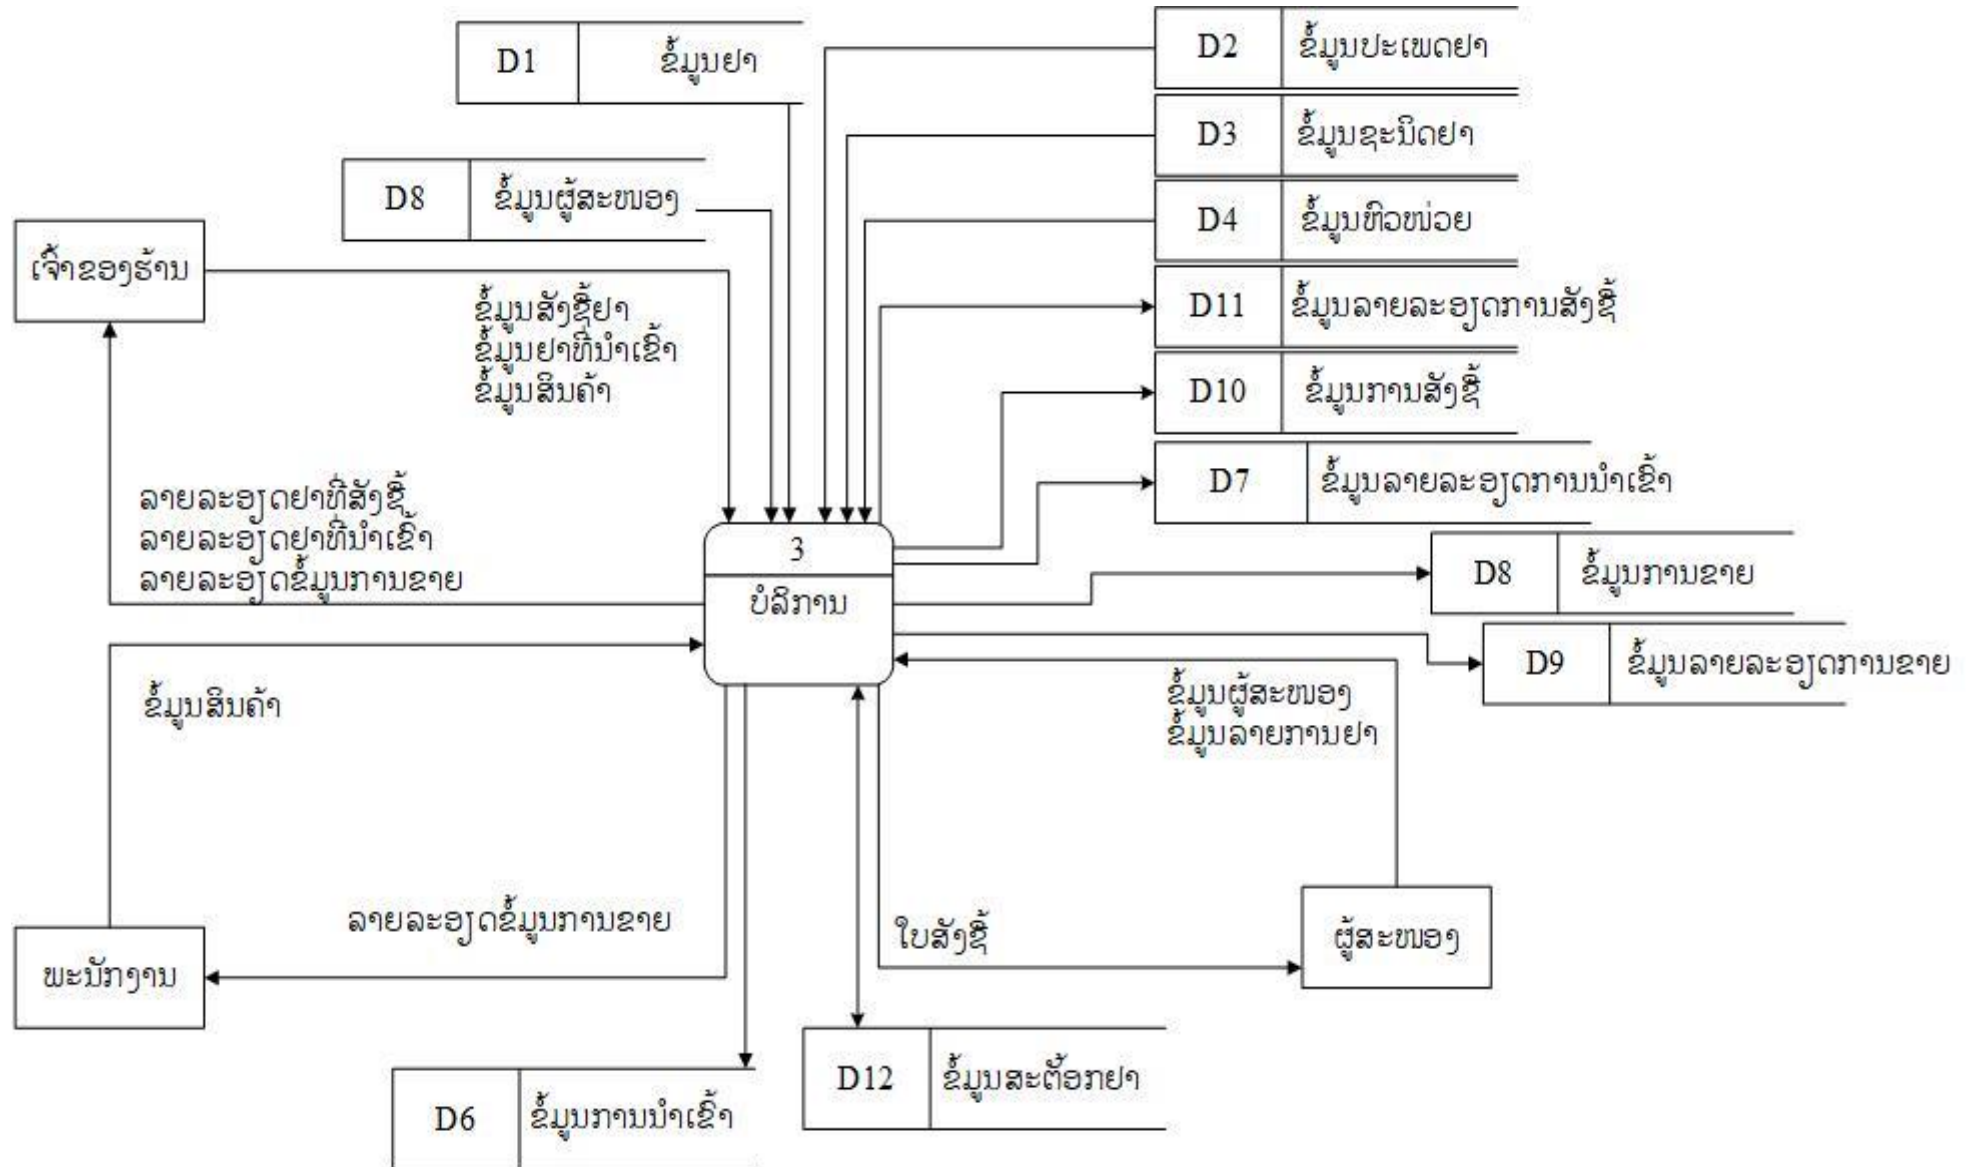 D1
ຂໍ້ມູນຢາ
D2
ຂໍ້ມູນປະເພດຢາ
D3
ຂໍ້ມູນຊະນິດຢາ
D8
ຂໍ້ມູນຜູ້ສະໜອງ
D4
ຂໍ້ມູນຫົວໜ່ວຍ
ເຈົ້າຂອງຮ້ານ
D11
ຂໍ້ມູນລາຍລະອຽດການສັ່ງຊື້
ຂໍ້ມູນສັ່ງຊື້ຢາ
ຂໍ້ມູນຢາທີ່ນຳເຂົ້າ
ຂໍ້ມູນສິນຄ້າ
D10
ຂໍ້ມູນການສັ່ງຊື້
D7
ຂໍ້ມູນລາຍລະອຽດການນຳເຂົ້າ
ລາຍລະອຽດຢາທີ່ສັ່ງຊື້
ລາຍລະອຽດຢາທີ່ນຳເຂົ້າ
ລາຍລະອຽດຂໍ້ມູນການຂາຍ
3
ບໍລິການ
D8
ຂໍ້ມູນການຂາຍ
D9
ຂໍ້ມູນລາຍລະອຽດການຂາຍ
ຂໍ້ມູນສິນຄ້າ
ຂໍ້ມູນຜູ້ສະໜອງ
ຂໍ້ມູນລາຍການຢາ
ລາຍລະອຽດຂໍ້ມູນການຂາຍ
ໃບສັ່ງຊື້
ຜູ້ສະໜອງ
ພະນັກງານ
D12
ຂໍ້ມູນສະຕັອກຢາ
D6
ຂໍ້ມູນການນຳເຂົ້າ